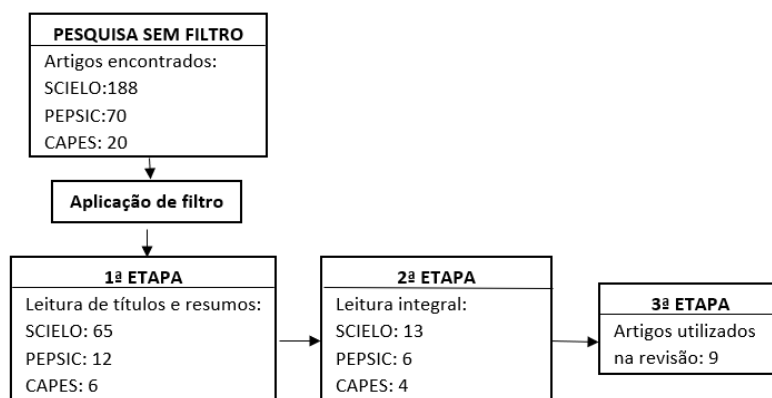 PESQUISA SEM FILTRO
Artigos encontrados:
SCIELO:188
PEPSIC:70
CAPES: 20
Aplicação de filtro
1ª ETAPA
Leitura de títulos e resumos:
SCIELO: 65
PEPSIC: 12
CAPES: 6
2ª ETAPA
Leitura integral:
SCIELO: 13
PEPSIC: 6
CAPES: 4
3ª ETAPA
Artigos utilizados
na revisão: 9